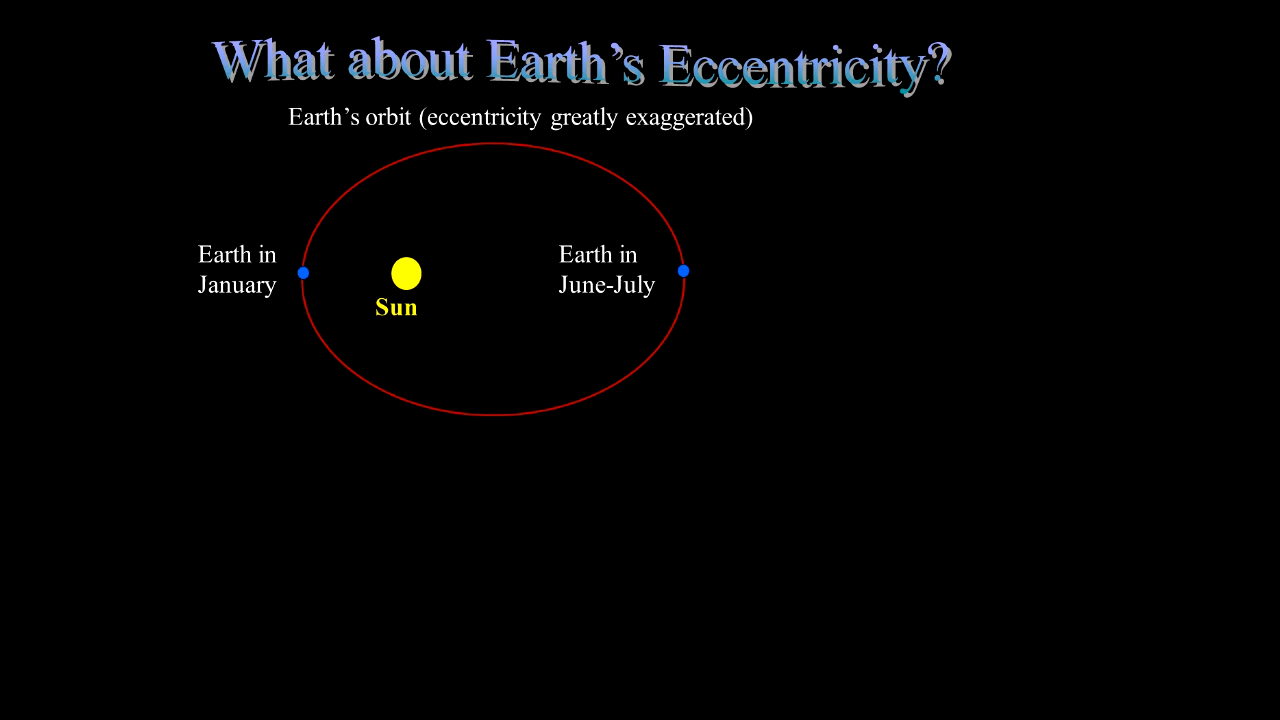 What about Earth’s Eccentricity?
Earth’s orbit (eccentricity greatly exaggerated)
Earth in
January
Sun
Earth in
June-July